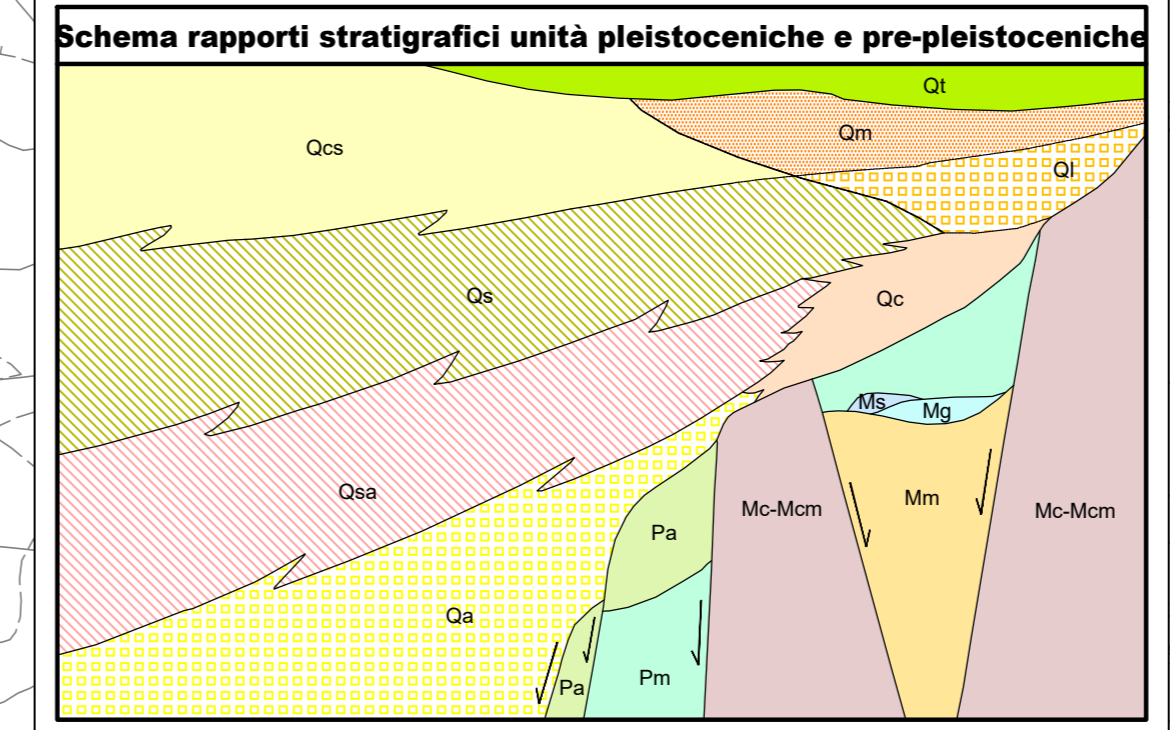 Schema rapporti stratigrafici unità pleistoceniche e pre-pleistoceniche
Qt
Qm
Qcs
Ql
Qs
Qc
Ms
Mg
Qsa
Mm
Mc-Mcm
Mc-Mcm
Pa
Qa
Pm
Pa